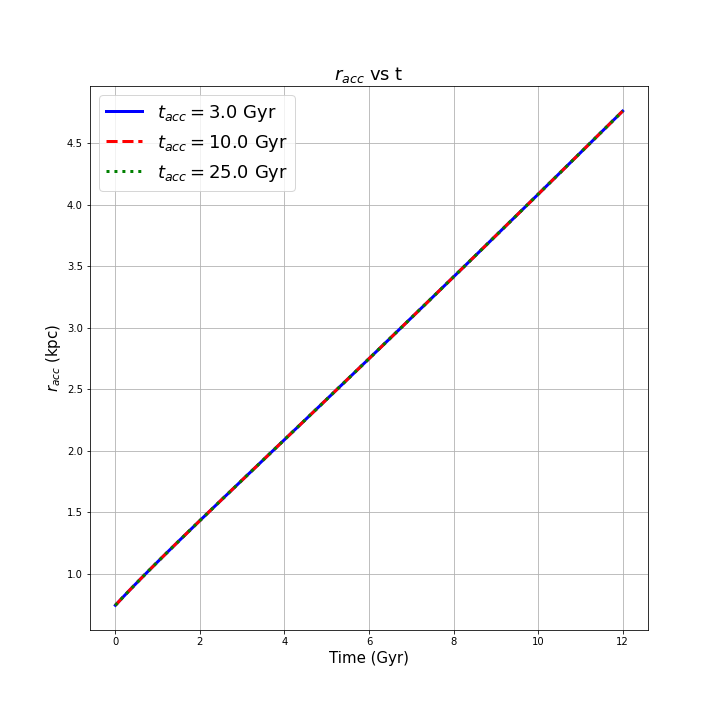 r_acc vs t
t_acc = 3.0 Gyr
t_acc = 10.0 Gyr
t_acc = 25.0 Gyr
r_acc (kpc)
4.5
4.0
3.5
3.0
2.5
2.0
1.5
1.0
0 2 4 6 8 10 12
Time (Gyr)